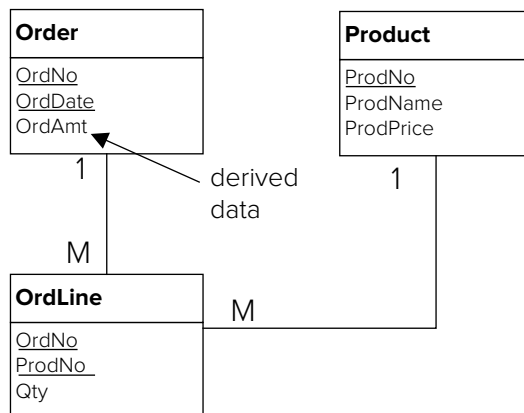 Order
OrdNo
OrdDate
OrdAmt
1
derived
data
M
Product
ProdNo
ProdName
ProdPrice
1
OrdLine
OrdNo
ProdNo
Qty
M